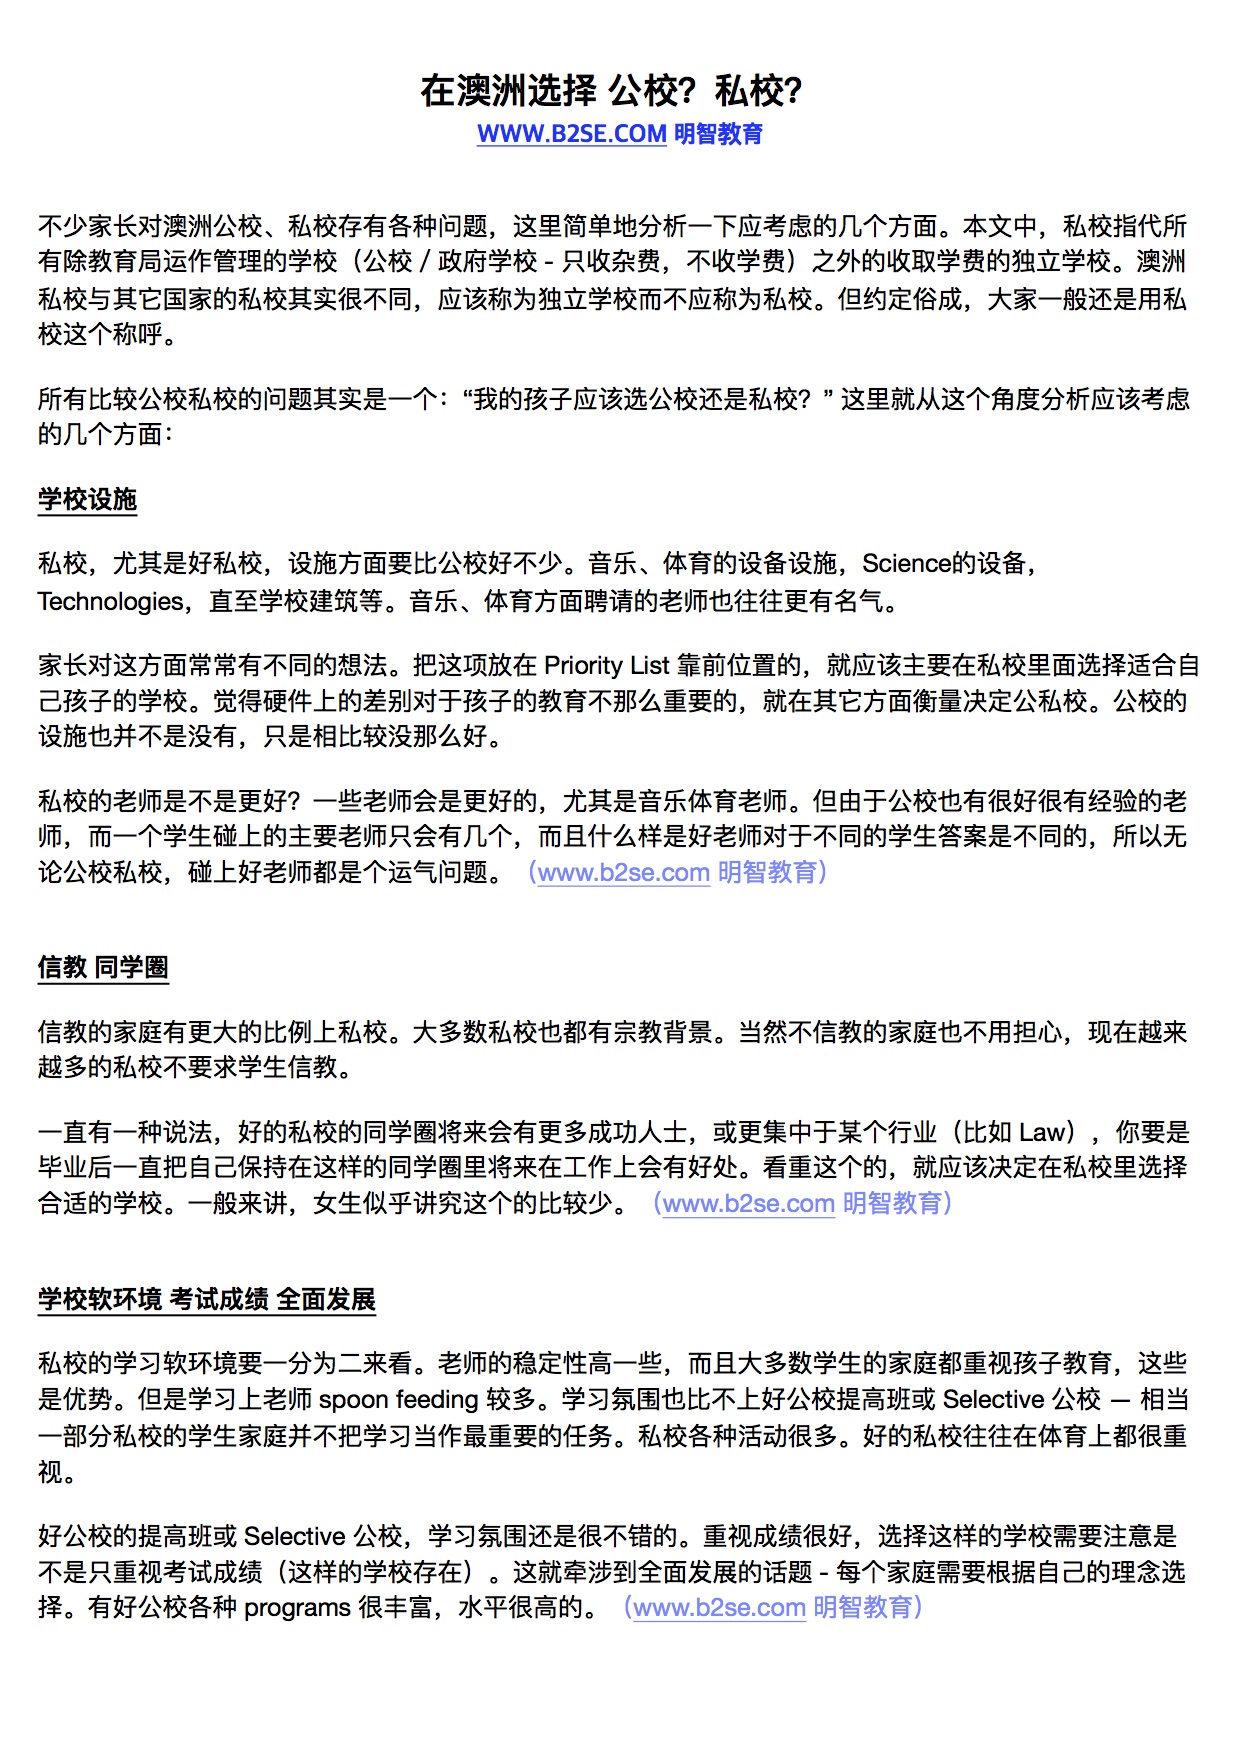 在澳洲选择 公校？私校？
WWW.B2SE.COM 明智教育
不少家长对澳洲公校、私校存有各种问题，这里简单地分析一下应考虑的几个方面。本文中，私校指代所
有除教育局运作管理的学校（公校 / 政府学校 - 只收杂费，不收学费）之外的收取学费的独立学校。澳洲
私校与其它国家的私校其实很不同，应该称为独立学校而不应称为私校。但约定俗成，大家一般还是用私
校这个称呼。
所有比较公校私校的问题其实是一个：“我的孩子应该选公校还是私校？” 这里就从这个角度分析应该考虑
的几个方面：
学校设施
私校，尤其是好私校，设施方面要比公校好不少。音乐、体育的设备设施，Science的设备，
Technologies，直至学校建筑等。音乐、体育方面聘请的老师也往往更有名气。
家长对这方面常常有不同的想法。把这项放在 Priority List 靠前位置的，就应该主要在私校里面选择适合自
己孩子的学校。觉得硬件上的差别对于孩子的教育不那么重要的，就在其它方面衡量决定公私校。公校的
设施也并不是没有，只是相比较没那么好。
私校的老师是不是更好？一些老师会是更好的，尤其是音乐体育老师。但由于公校也有很好很有经验的老
师，而一个学生碰上的主要老师只会有几个，而且什么样是好老师对于不同的学生答案是不同的，所以无
论公校私校，碰上好老师都是个运气问题。（www.b2se.com 明智教育）
信教 同学圈
信教的家庭有更大的比例上私校。大多数私校也都有宗教背景。当然不信教的家庭也不用担心，现在越来
越多的私校不要求学生信教。
一直有一种说法，好的私校的同学圈将来会有更多成功人士，或更集中于某个行业（比如 Law），你要是
毕业后一直把自己保持在这样的同学圈里将来在工作上会有好处。看重这个的，就应该决定在私校里选择
合适的学校。一般来讲，女生似乎讲究这个的比较少。（www.b2se.com 明智教育）
学校软环境 考试成绩 全面发展
私校的学习软环境要一分为二来看。老师的稳定性高一些，而且大多数学生的家庭都重视孩子教育，这些
是优势。但是学习上老师 spoon feeding 较多。学习氛围也比不上好公校提高班或 Selective 公校 — 相当
一部分私校的学生家庭并不把学习当作最重要的任务。私校各种活动很多。好的私校往往在体育上都很重
视。
好公校的提高班或 Selective 公校，学习氛围还是很不错的。重视成绩很好，选择这样的学校需要注意是
不是只重视考试成绩（这样的学校存在）。这就牵涉到全面发展的话题 - 每个家庭需要根据自己的理念选
择。有好公校各种 programs 很丰富，水平很高的。（www.b2se.com 明智教育）